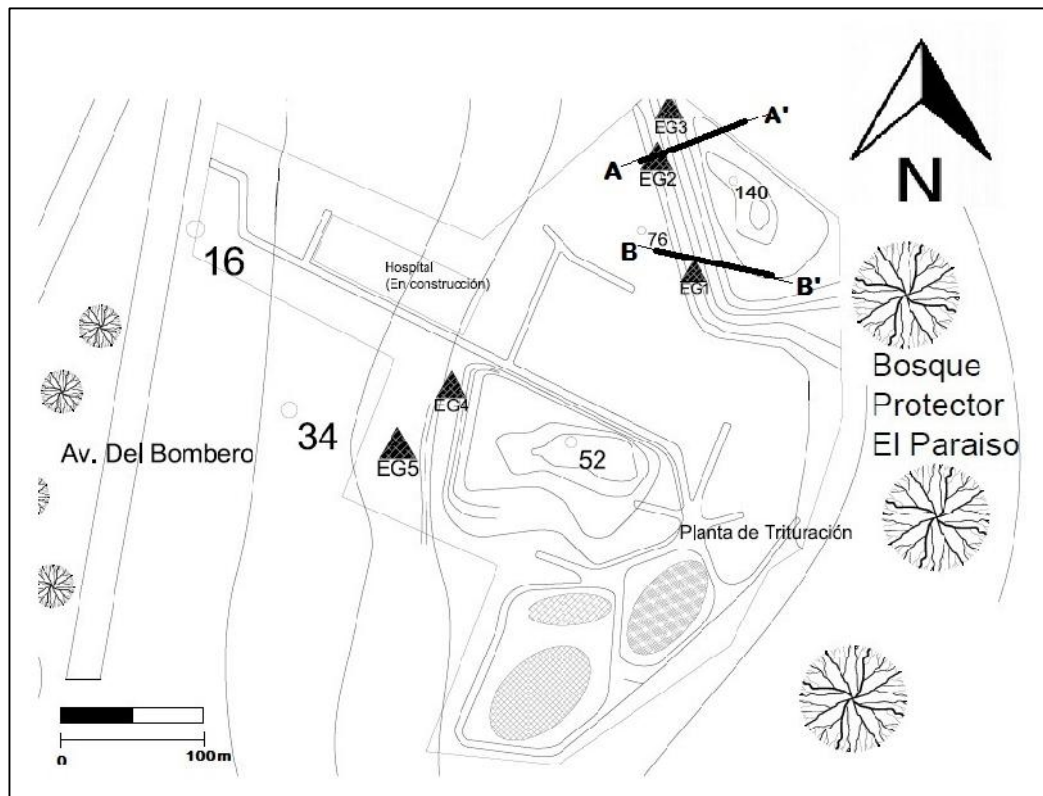 EG3
A'
A
EG2
N
140
76
B
EG1
B'
16
Hospital
(En construcción)
EG4
34
Av. Del Bombero
EG5
52
Bosque
Protector
El Paraiso
Planta de Trituración
0
100m